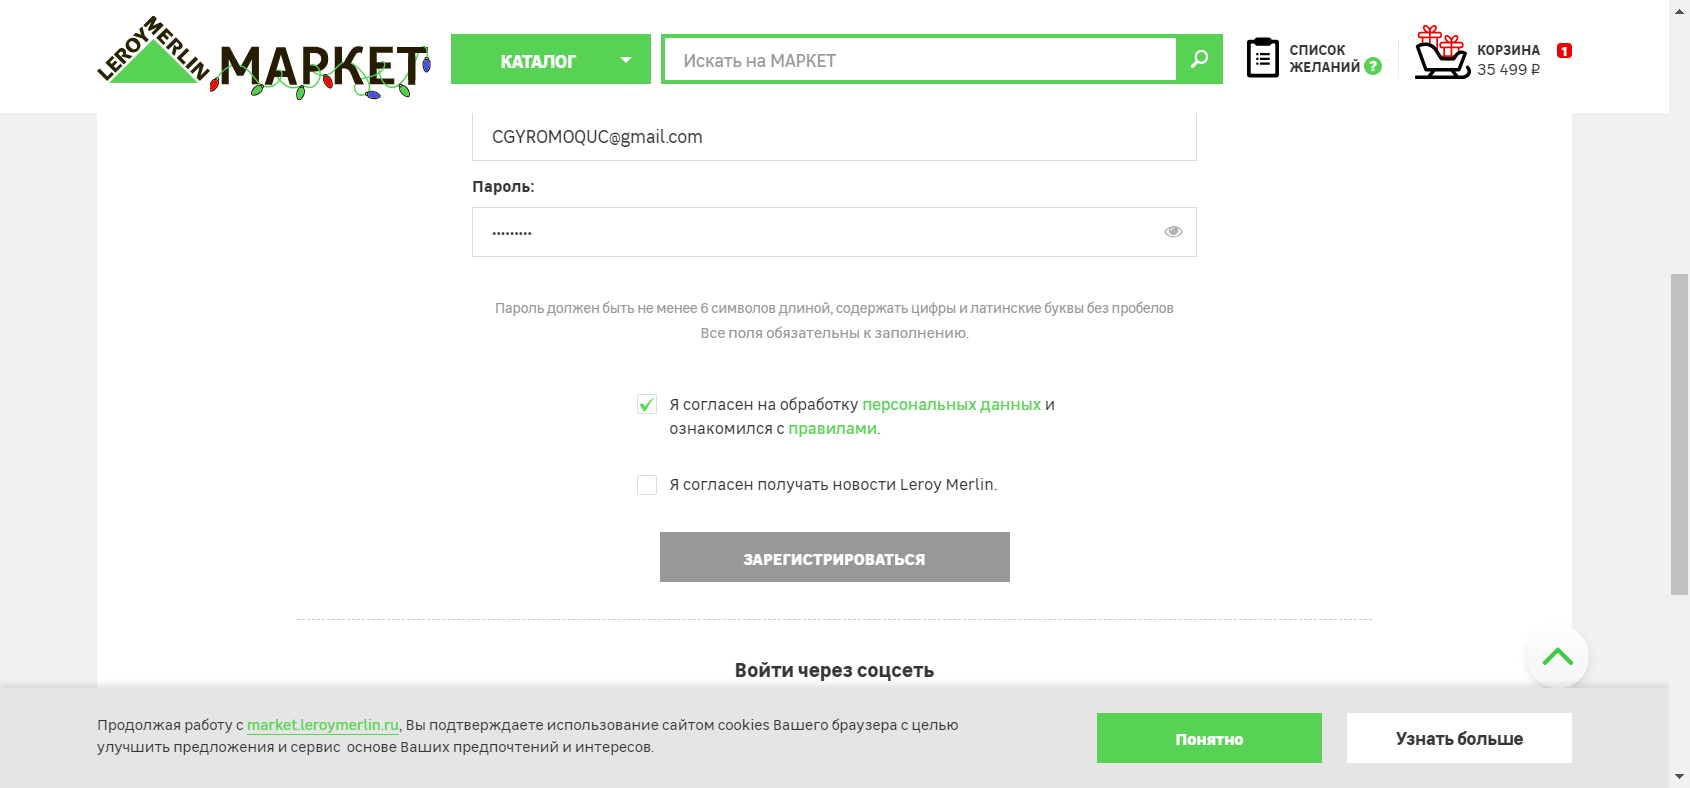 LEROY MERLIN МАРКЕТ
КАТАЛОГ
Искать на МАРКЕТ
СПИСОК
ЖЕЛАНИЙ ?
КОРЗИНА 1
35 499 ₽
CGYROMOQUC@gmail.com
Пароль:
•••••••••
Пароль должен быть не менее 6 символов длиной, содержать цифры и латинские буквы без пробелов
Все поля обязательны к заполнению.
Я согласен на обработку персональных данных и
ознакомился с правилами.
Я согласен получать новости Leroy Merlin.
ЗАРЕГИСТРИРОВАТЬСЯ
Войти через соцсеть
Продолжая работу с market.leroymerlin.ru, Вы подтверждаете использование сайтом cookies Вашего браузера с целью
улучшить предложения и сервис основе Ваших предпочтений и интересов.
Понятно
Узнать больше